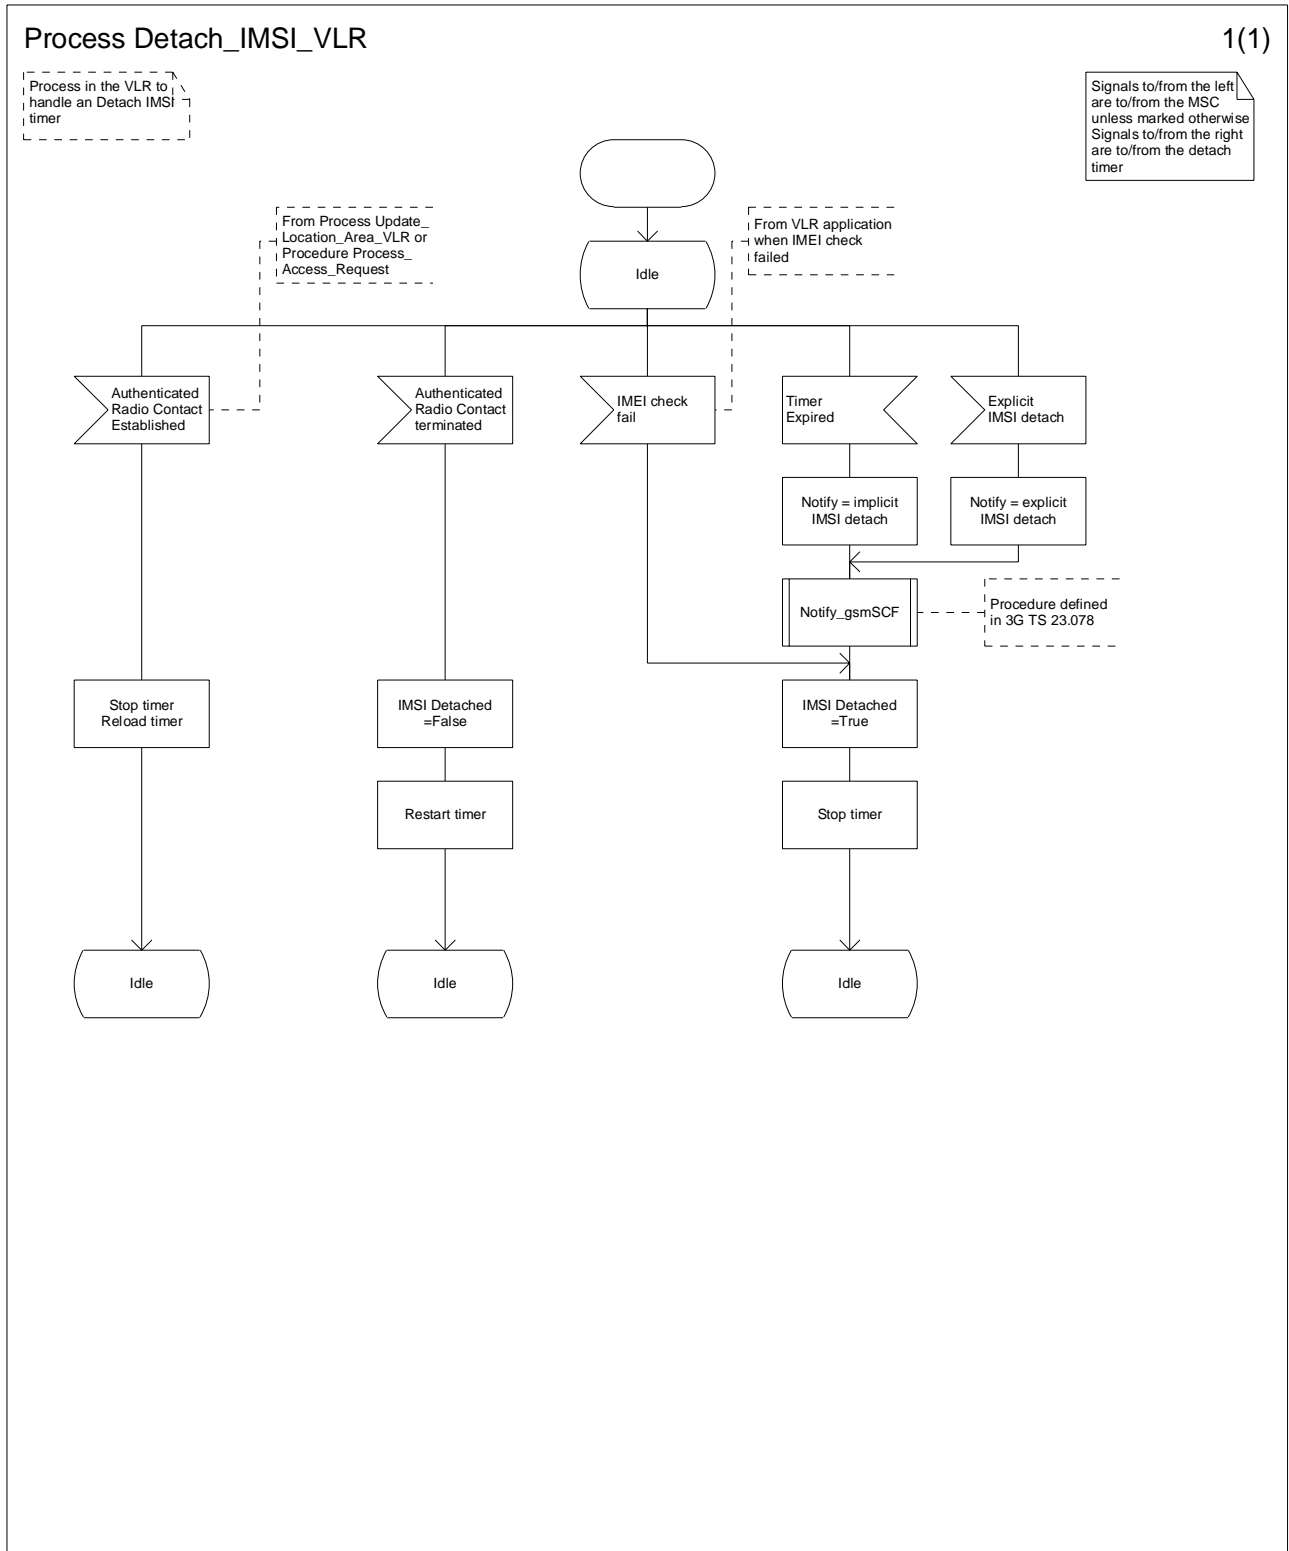 Process Detach_IMSI_VLR
1(1)
Process in the VLR to
handle an Detach IMSI
timer
Signals to/from the left
are to/from the MSC
unless marked otherwise
Signals to/from the right
are to/from the detach
timer
From Process Update_
Location_Area_VLR or
Procedure Process_
Access_Request
From VLR application
when IMEI check
failed
Idle
Authenticated
Radio Contact
Established
Authenticated
Radio Contact
terminated
IMEI check
fail
Timer
Expired
Explicit
IMSI detach
Notify = implicit
IMSI detach
Notify = explicit
IMSI detach
Notify_gsmSCF
Procedure defined
in 3G TS 23.078
Stop timer
Reload timer
IMSI Detached
=False
IMSI Detached
=True
Restart timer
Stop timer
Idle
Idle
Idle